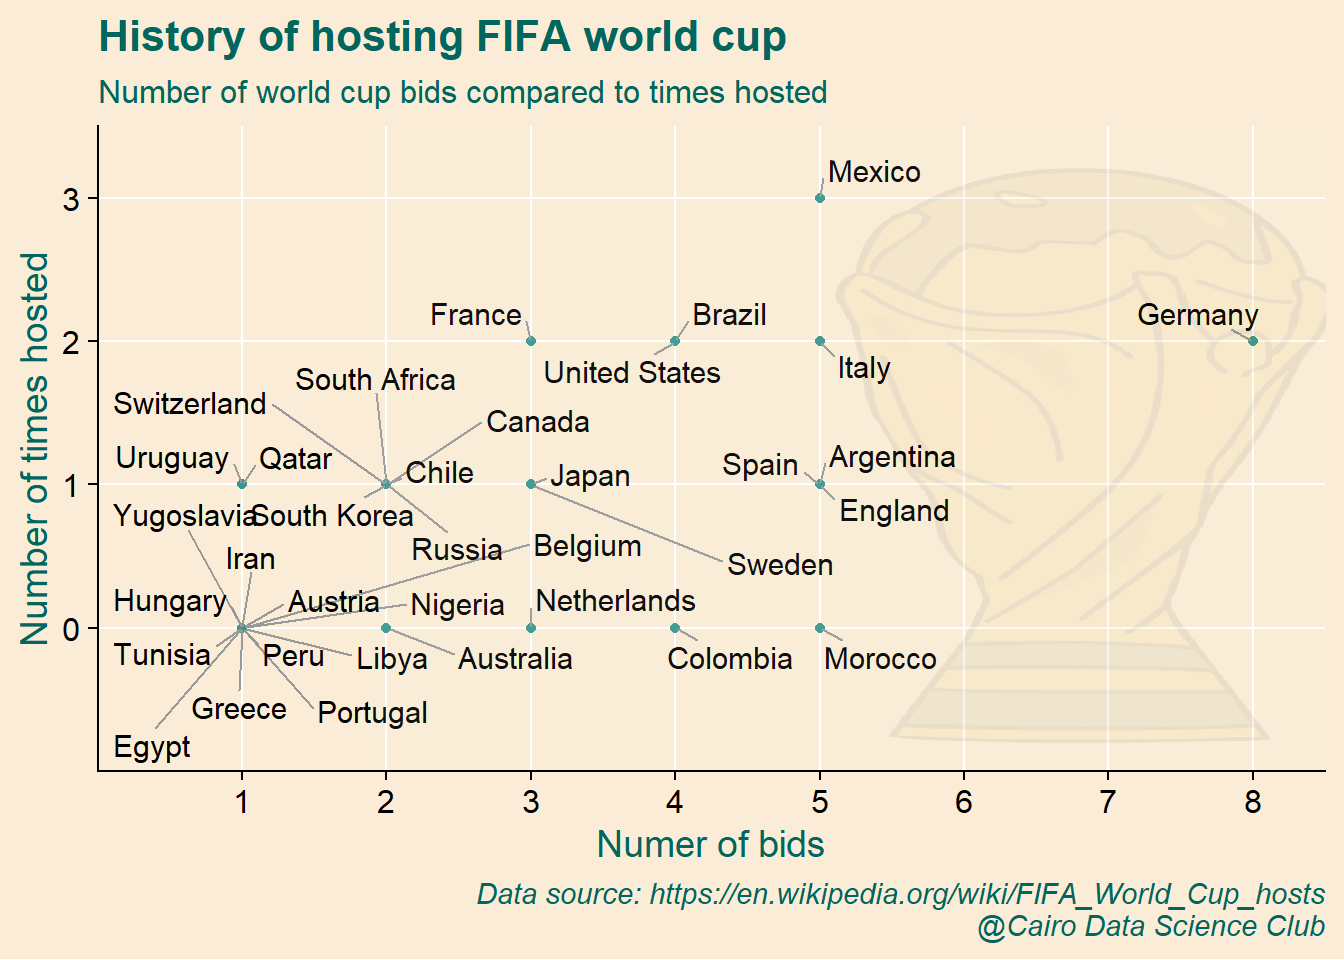 History of hosting FIFA world cup
Number of world cup bids compared to times hosted
Number of times hosted
3
2
1
0
Mexico
France
Brazil
Germany
United States
Italy
South Africa
Switzerland
Canada
Uruguay
Qatar
Chile
Japan
Spain
Argentina
Yugoslavia
South Korea
England
Russia
Belgium
Iran
Sweden
Hungary
Austria
Nigeria
Netherlands
Tunisia
Peru
Libya
Australia
Colombia
Morocco
Greece
Portugal
Egypt
1 2 3 4 5 6 7 8
Numer of bids
Data source: https://en.wikipedia.org/wiki/FIFA_World_Cup_hosts
@Cairo Data Science Club